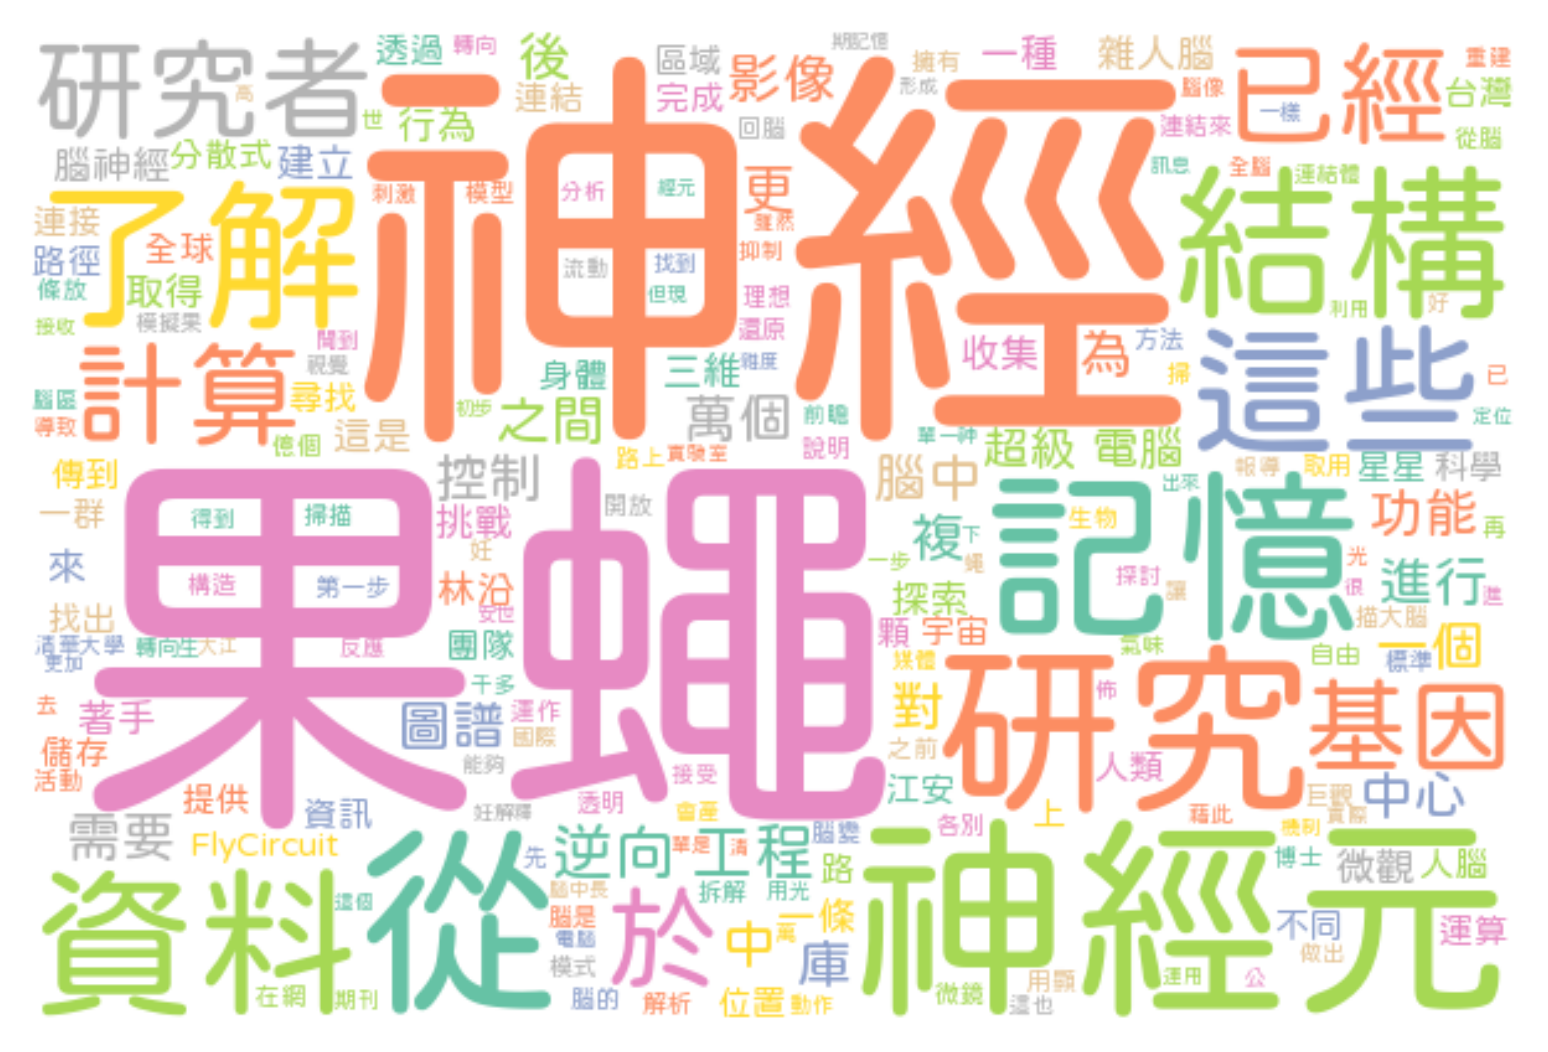 研究者
透過
轉向
後
區域
影像
期記憶
擁有
一種
雜人腦
已經
重建
高
世
行為
連結
完成
形成
腦像
一樣
台灣
神經
回腦
連結來
從腦
腦神經
分散式
建立
訊息
全腦
連結體
了解
刺激
模型
分析
經元
更
雖然
結構
連接
全球
路徑
抑制
流動
找到
條放
取得
但現
理想
利用
好
接收
模擬果
還原
聞到
計算
視覺
身體
三維
雜度
收集
為
方法
這些
掃
已
腦區
尋找
初步
之間
萬個
前瞻
定位
導致
億個
這是
路上
實驗室
說明
單一神
超級
電腦
傳到
控制
腦中
報導
取用
星星
科學
果蠅
得到
掃描
開放
出來
記憶
功能
一群
挑戰
複
下
生物
再
來
妊
一步
蠅
光
構造
第一步
林沿
探討
讓
很
進行
進
找出
安世
探索
描大腦
清華大學
轉向生
大江
反應
團隊
顆
宇宙
氣味
自由
標準
一個
更加
干多
媒體
去
著手
圖譜
運作
對
佈
研究
基因
國際
之前
儲存
能夠
人類
活動
接受
江安
巨觀
中心
提供
資訊
妊解釋
透明
會產
上
藉此
實際
需要
FlyCircuit
從
先
逆向
單是
工程
清
腦變
各別
機制
博士
微觀
人腦
資料
這個
腦中長
拆解
用光
路
神經元
腦是
於
一條
不同
運算
電腦
中
萬
庫
做出
模式
在網
期刊
腦的
解析
位置
動作
微鏡
用顯
這也
運用
公